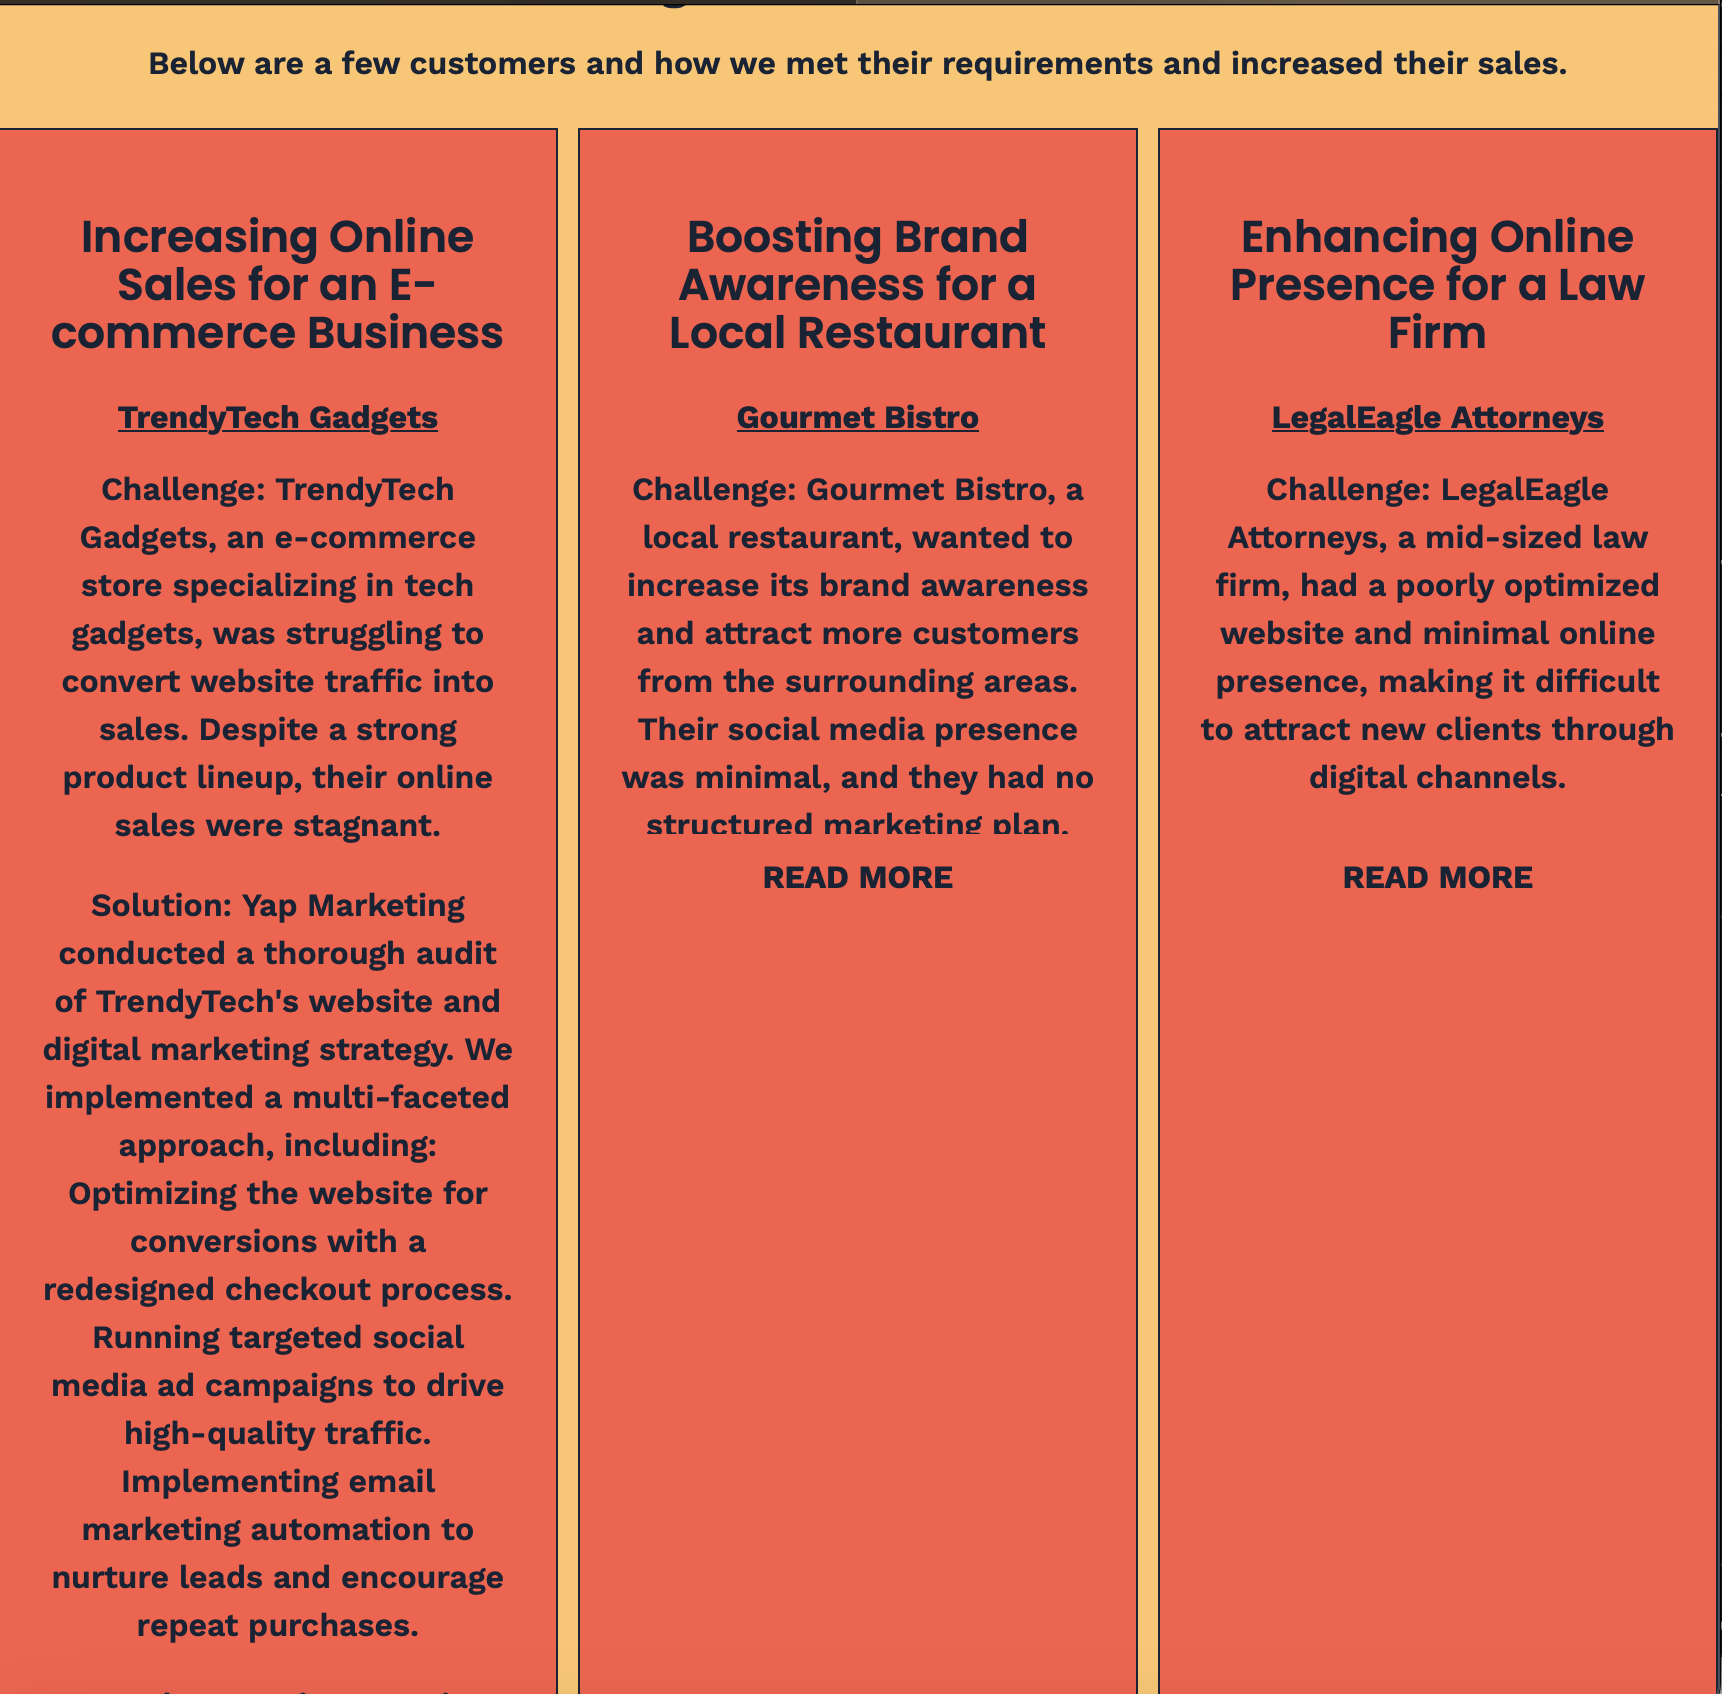 Below are a few customers and how we met their requirements and increased their sales.
Increasing Online
Sales for an E-
commerce Business
TrendyTech Gadgets
Challenge: TrendyTech
Gadgets, an e-commerce
store specializing in tech
gadgets, was struggling to
convert website traffic into
sales. Despite a strong
product lineup, their online
sales were stagnant.
Solution: Yap Marketing
conducted a thorough audit
of TrendyTech's website and
digital marketing strategy. We
implemented a multi-faceted
approach, including:
Optimizing the website for
conversions with a
redesigned checkout process.
Running targeted social
media ad campaigns to drive
high-quality traffic.
Implementing email
marketing automation to
nurture leads and encourage
repeat purchases.
Boosting Brand
Awareness for a
Local Restaurant
Gourmet Bistro
Challenge: Gourmet Bistro, a
local restaurant, wanted to
increase its brand awareness
and attract more customers
from the surrounding areas.
Their social media presence
was minimal, and they had no
structured marketing plan.
READ MORE
Enhancing Online
Presence for a Law
Firm
LegalEagle Attorneys
Challenge: LegalEagle
Attorneys, a mid-sized law
firm, had a poorly optimized
website and minimal online
presence, making it difficult
to attract new clients through
digital channels.
READ MORE